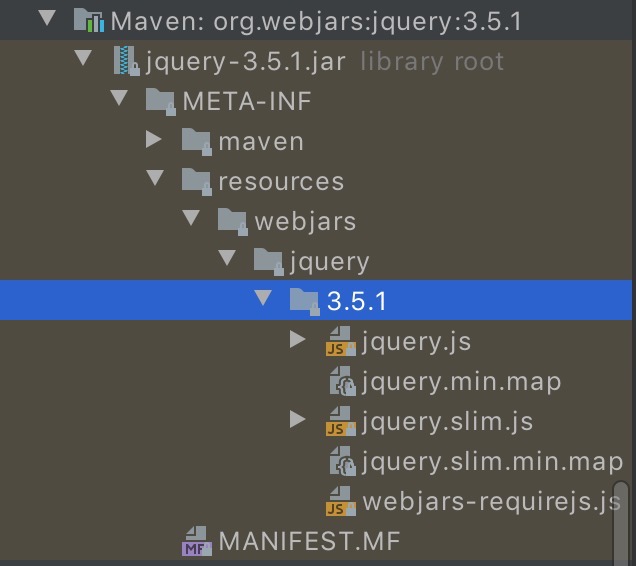 Maven: org.webjars:jquery:3.5.1
jquery-3.5.1.jar library root
META-INF
maven
resources
webjars
jquery
3.5.1
JS jquery.js
jquery.min.map
JS jquery.slim.js
jquery.slim.min.map
JS webjars-requirejs.js
MF MANIFEST.MF